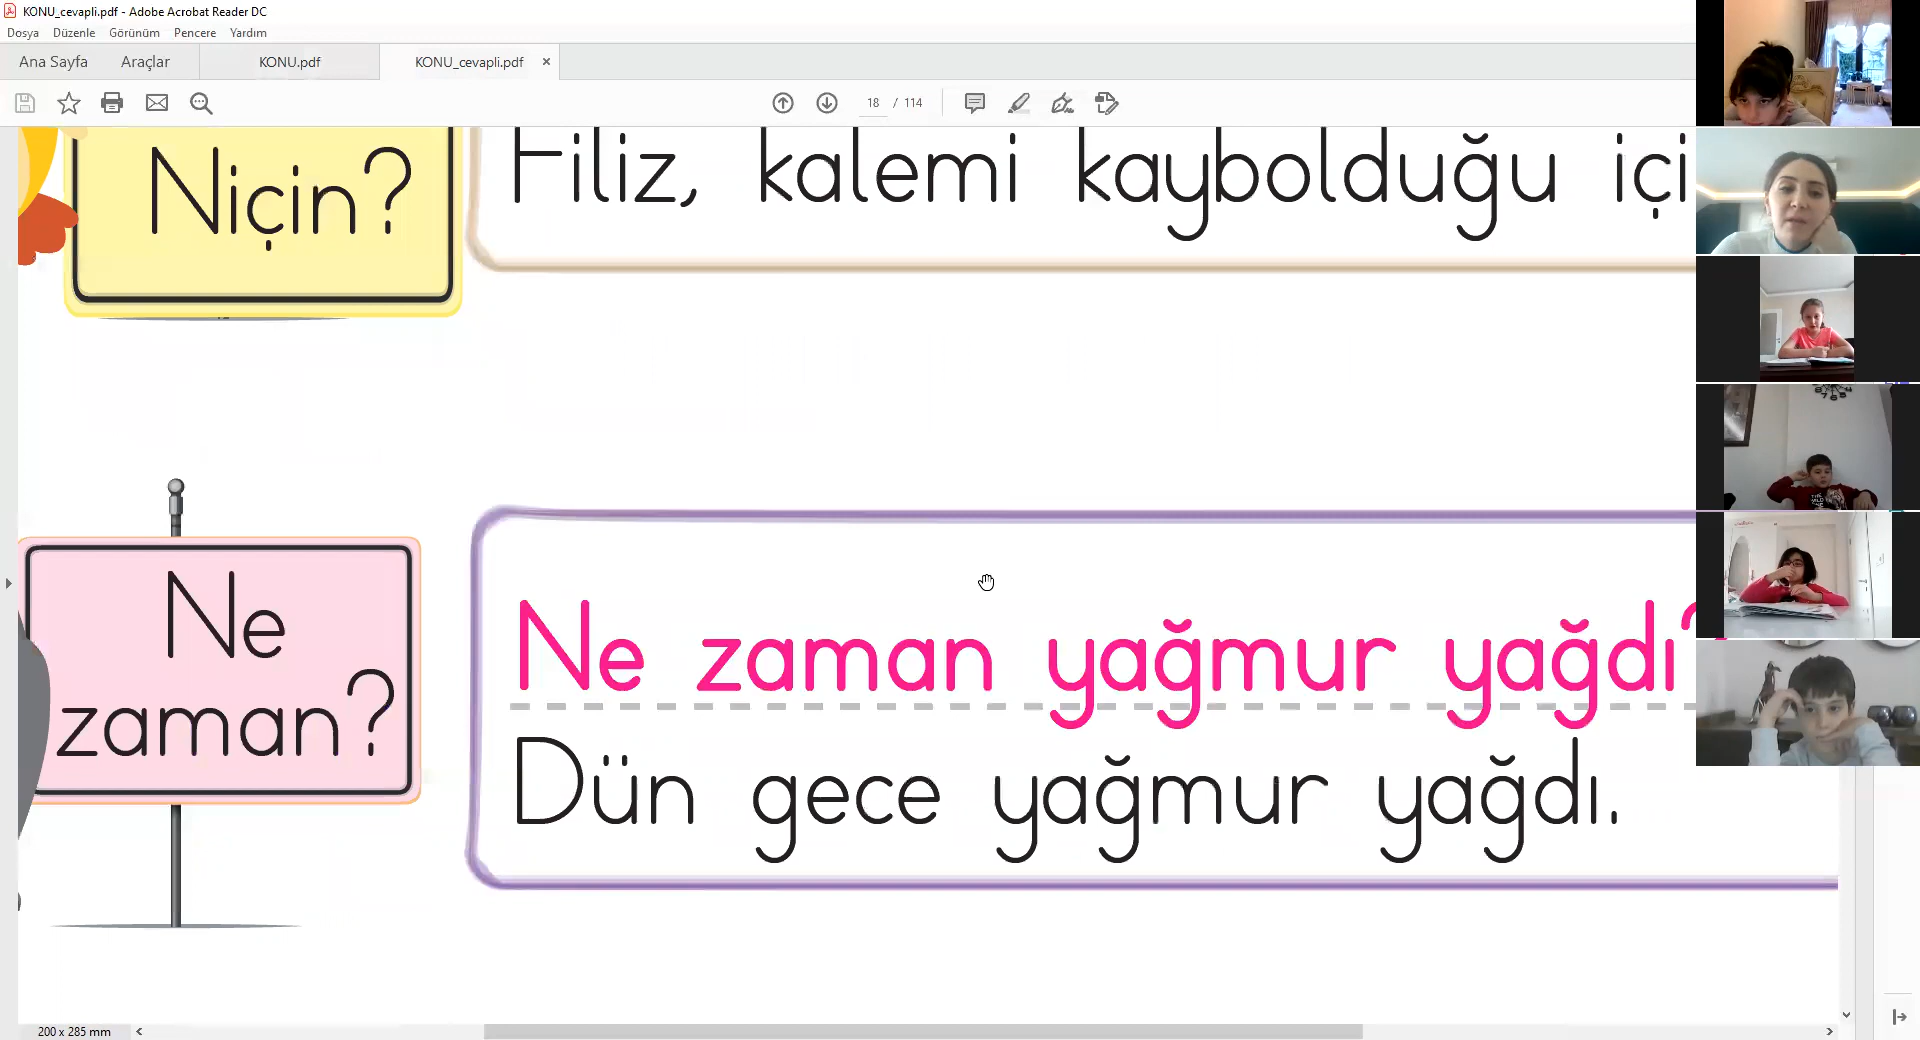 KONU_cevapli.pdf - Adobe Acrobat Reader DC
Dosya Düzenle Görünüm Pencere Yardım
Ana Sayfa Araçlar KONU.pdf KONU_cevapli.pdf ×
18 / 114
Niçin?
Filiz, kalemi kaybolduğu içi
Ne
zaman?
Ne zaman yağmur yağdı?
Dün gece yağmur yağdı.
200 x 285 mm